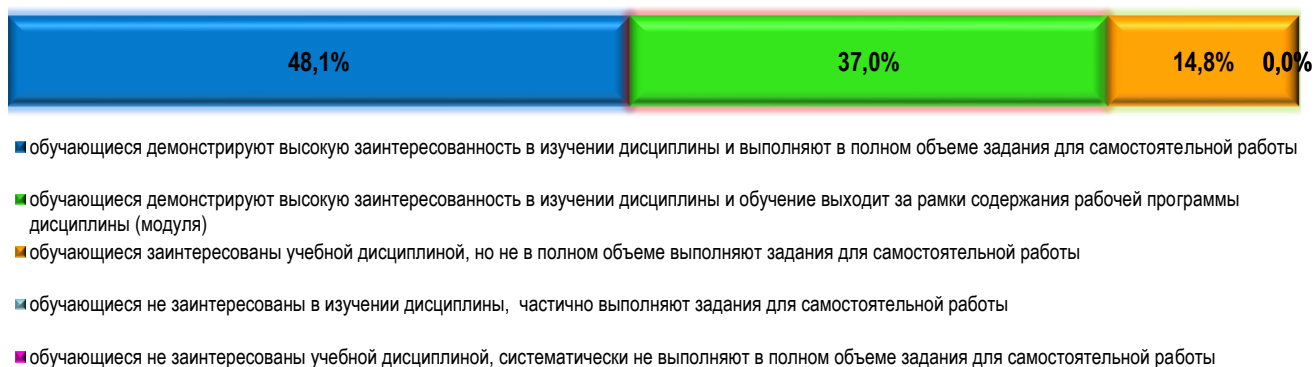 48,1% 37,0% 14,8% 0,0%
обучающиеся демонстрируют высокую заинтересованность в изучении дисциплины и выполняют в полном объеме задания для самостоятельной работы
обучающиеся демонстрируют высокую заинтересованность в изучении дисциплины и обучение выходит за рамки содержания рабочей программы
дисциплины (модуля)
обучающиеся заинтересованы учебной дисциплиной, но не в полном объеме выполняют задания для самостоятельной работы
обучающиеся не заинтересованы в изучении дисциплины, частично выполняют задания для самостоятельной работы
обучающиеся не заинтересованы учебной дисциплиной, систематически не выполняют в полном объеме задания для самостоятельной работы